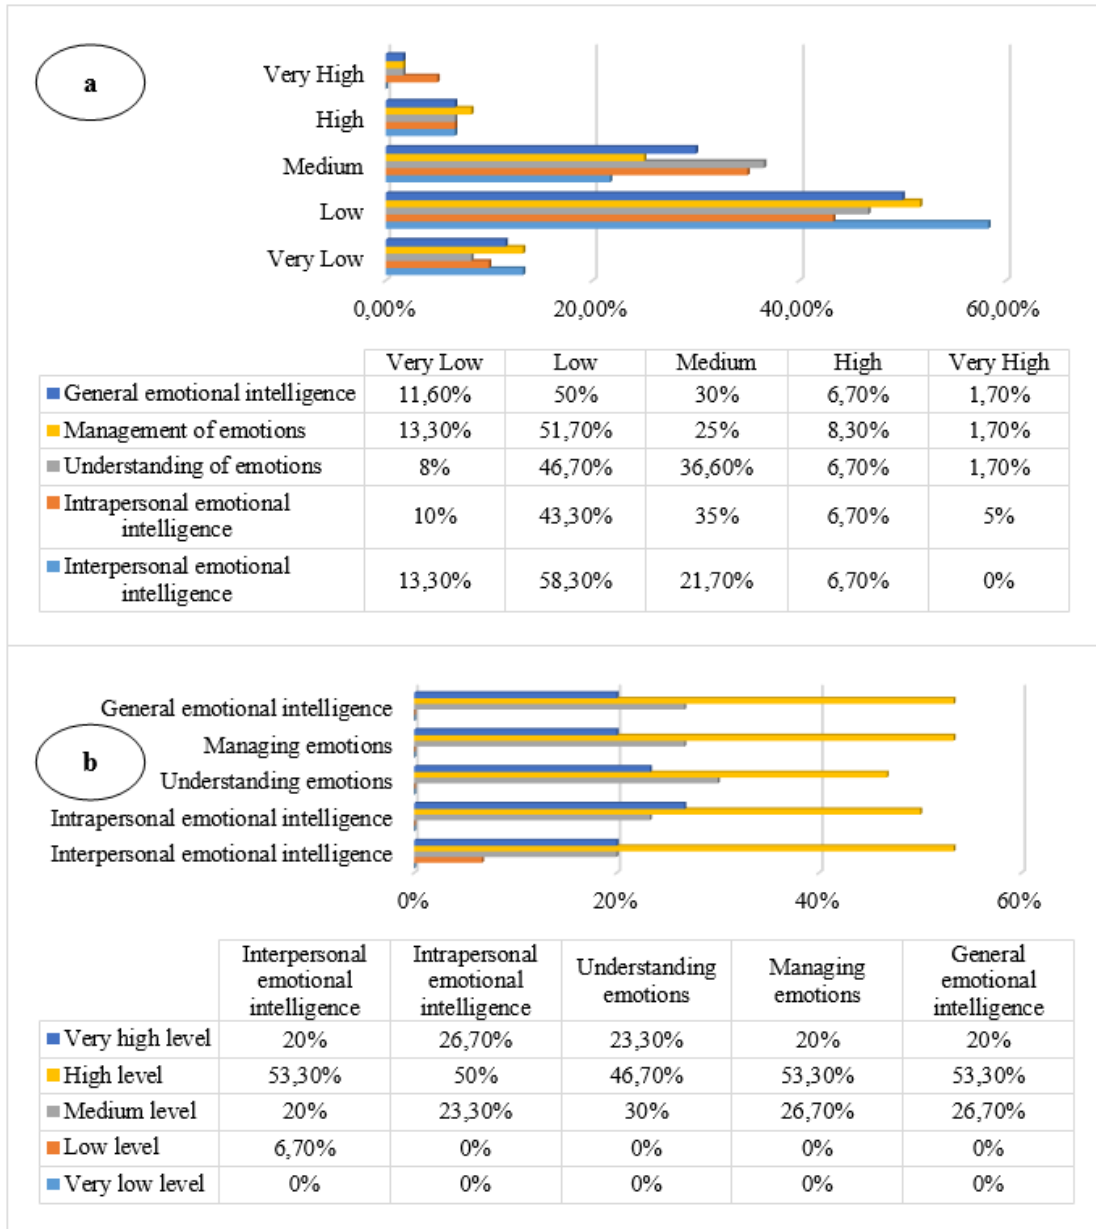 a
Very High
High
Medium
Low
Very Low
0,00% 20,00% 40,00% 60,00%
Very Low Low Medium High Very High
General emotional intelligence 11,60% 50% 30% 6,70% 1,70%
Management of emotions 13,30% 51,70% 25% 8,30% 1,70%
Understanding of emotions 8% 46,70% 36,60% 6,70% 1,70%
Intrapersonal emotional
intelligence 10% 43,30% 35% 6,70% 5%
Interpersonal emotional
intelligence 13,30% 58,30% 21,70% 6,70% 0%
b
General emotional intelligence
Managing emotions
Understanding emotions
Intrapersonal emotional intelligence
Interpersonal emotional intelligence
0% 20% 40% 60%
Interpersonal
emotional
intelligence
Intrapersonal
emotional
intelligence
Understanding
emotions
Managing
emotions
General
emotional
intelligence
Very high level 20% 26,70% 23,30% 20% 20%
High level 53,30% 50% 46,70% 53,30% 53,30%
Medium level 20% 23,30% 30% 26,70% 26,70%
Low level 6,70% 0% 0% 0% 0%
Very low level 0% 0% 0% 0% 0%